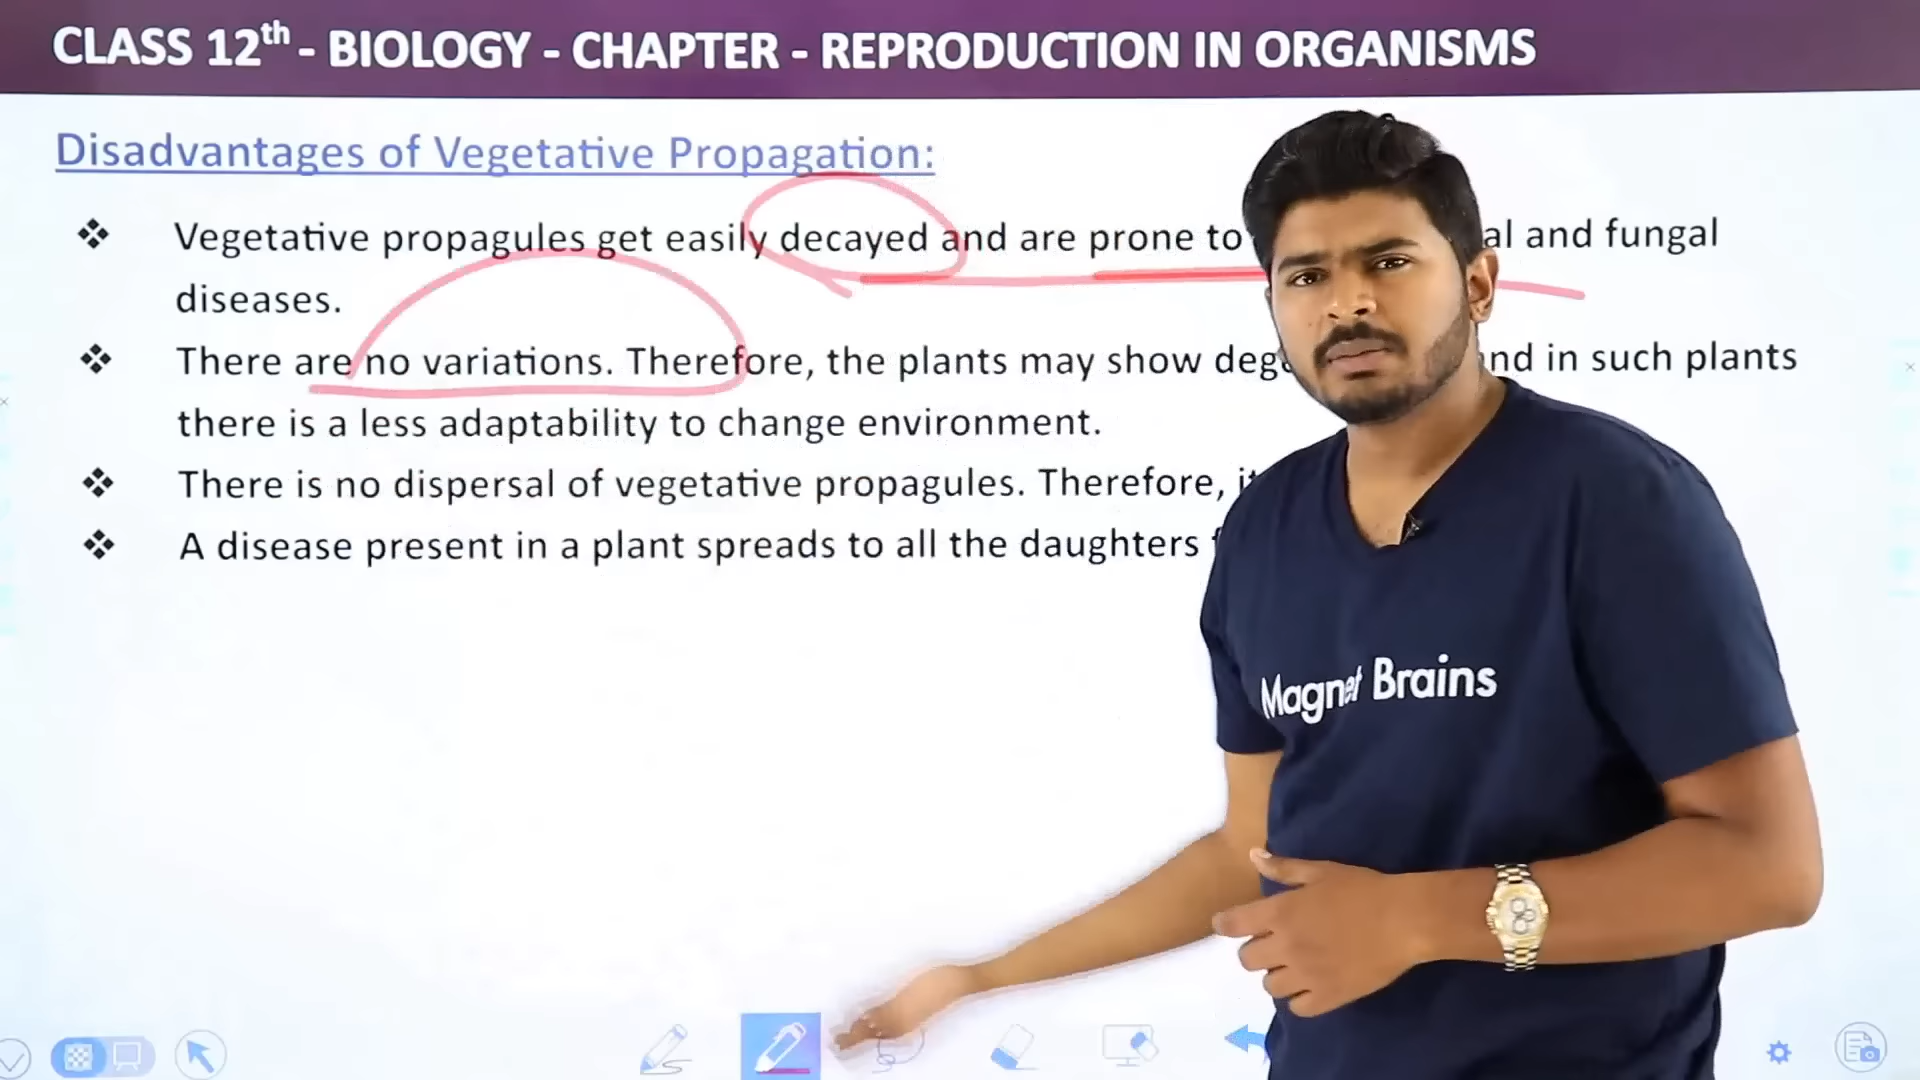 CLASS 12th - BIOLOGY - CHAPTER - REPRODUCTION IN ORGANISMS
Disadvantages of Vegetative Propagation:
❖ Vegetative propagules get easily decayed and are prone to al and fungal
diseases.
❖ There are no variations. Therefore, the plants may show deg nd in such plants
there is a less adaptability to change environment.
❖ There is no dispersal of vegetative propagules. Therefore, it
❖ A disease present in a plant spreads to all the daughters
Magnet Brains